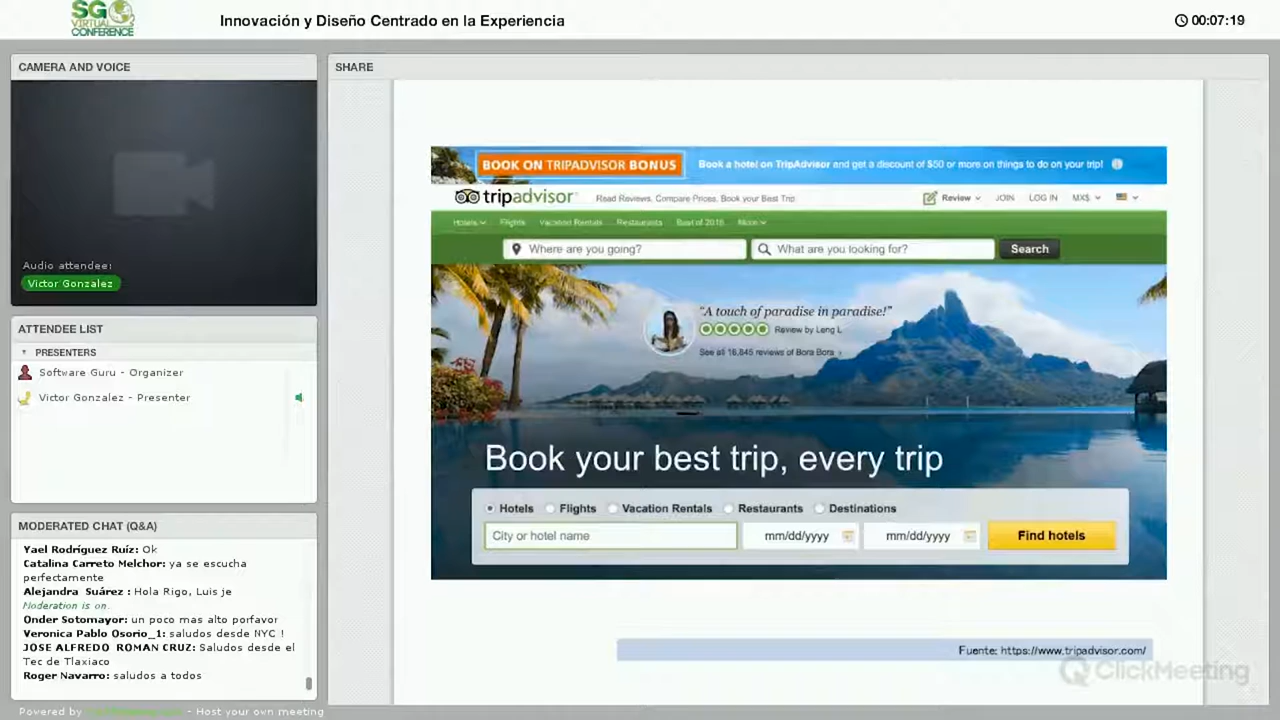 SG
VIRTUAL
CONFERENCE
Innovación y Diseño Centrado en la Experiencia
00:07:19
CAMERA AND VOICE
Audio attendee:
Victor Gonzalez
ATTENDEE LIST
PRESENTERS
Software Guru - Organizer
Victor Gonzalez - Presenter
MODERATED CHAT (Q&A)
Yael Rodríguez Ruíz: Ok
Catalina Carreto Melchor: ya se escucha
perfectamente
Alejandra Suárez : Hola Rigo, Luis je
Moderation is on.
Onder Sotomayor: un poco mas alto porfavor
Veronica Pablo Osorio_1: saludos desde NYC !
JOSE ALFREDO ROMAN CRUZ: Saludos desde el
Tec de Tlaxiaco
Roger Navarro: saludos a todos
Powered by - Host your own meeting
SHARE
BOOK ON TRIPADVISOR BONUS
Book a hotel on TripAdvisor and get a discount of $50 or more on things to do on your trip!
tripadvisor
Read Reviews. Compare Prices. Book your Best Trip.
Review
JOIN
LOG IN
MX$
Hotels
Flights
Vacation Rentals
Restaurants
Best of 2016
More
Where are you going?
What are you looking for?
Search
"A touch of paradise in paradise!"
Review by Leng L
See all 16,845 reviews of Bora Bora
Book your best trip, every trip
Hotels
Flights
Vacation Rentals
Restaurants
Destinations
City or hotel name
mm/dd/yyyy
mm/dd/yyyy
Find hotels
Fuente: https://www.tripadvisor.com/
ClickMeeting